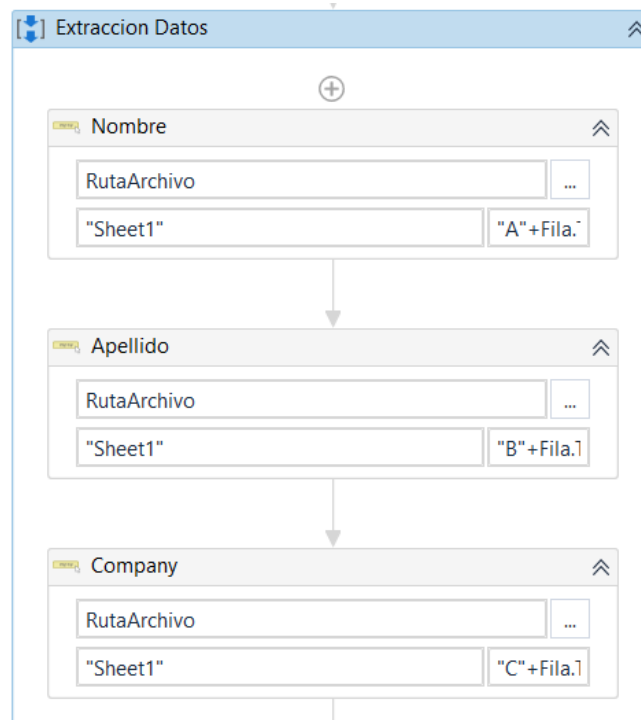 Extraccion Datos
Nombre
RutaArchivo
...
"Sheet1"
"A"+Fila.
Apellido
RutaArchivo
...
"Sheet1"
"B"+Fila.T
Company
RutaArchivo
...
"Sheet1"
"C"+Fila.T